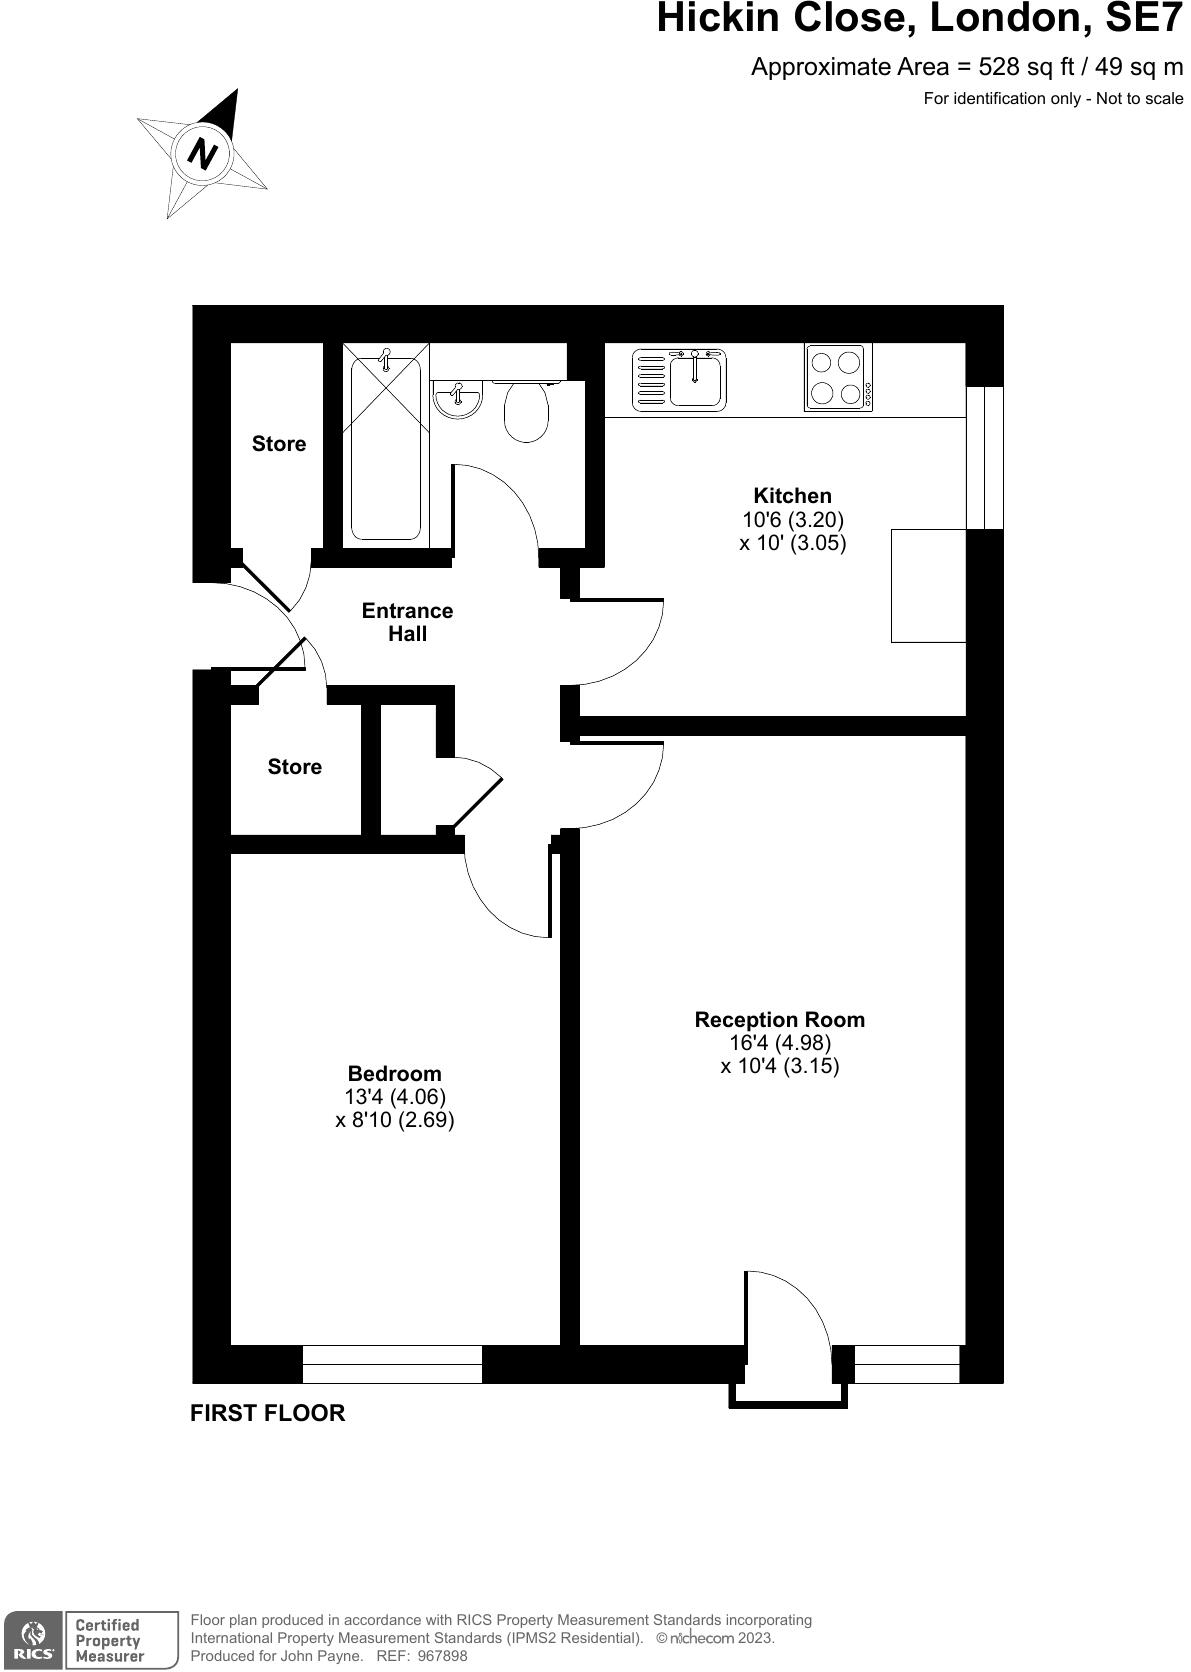 Hickin Close, London, SE7
Approximate Area = 528 sq ft / 49 sq m
For identification only - Not to scale
N
Store
Kitchen
10'6 (3.20)
x 10' (3.05)
Entrance
Hall
Store
Reception Room
16'4 (4.98)
x 10'4 (3.15)
Bedroom
13'4 (4.06)
x 8'10 (2.69)
FIRST FLOOR
RICS
Certified
Property
Measurer
Floor plan produced in accordance with RICS Property Measurement Standards incorporating
International Property Measurement Standards (IPMS2 Residential). © nichecom 2023.
Produced for John Payne. REF: 967898